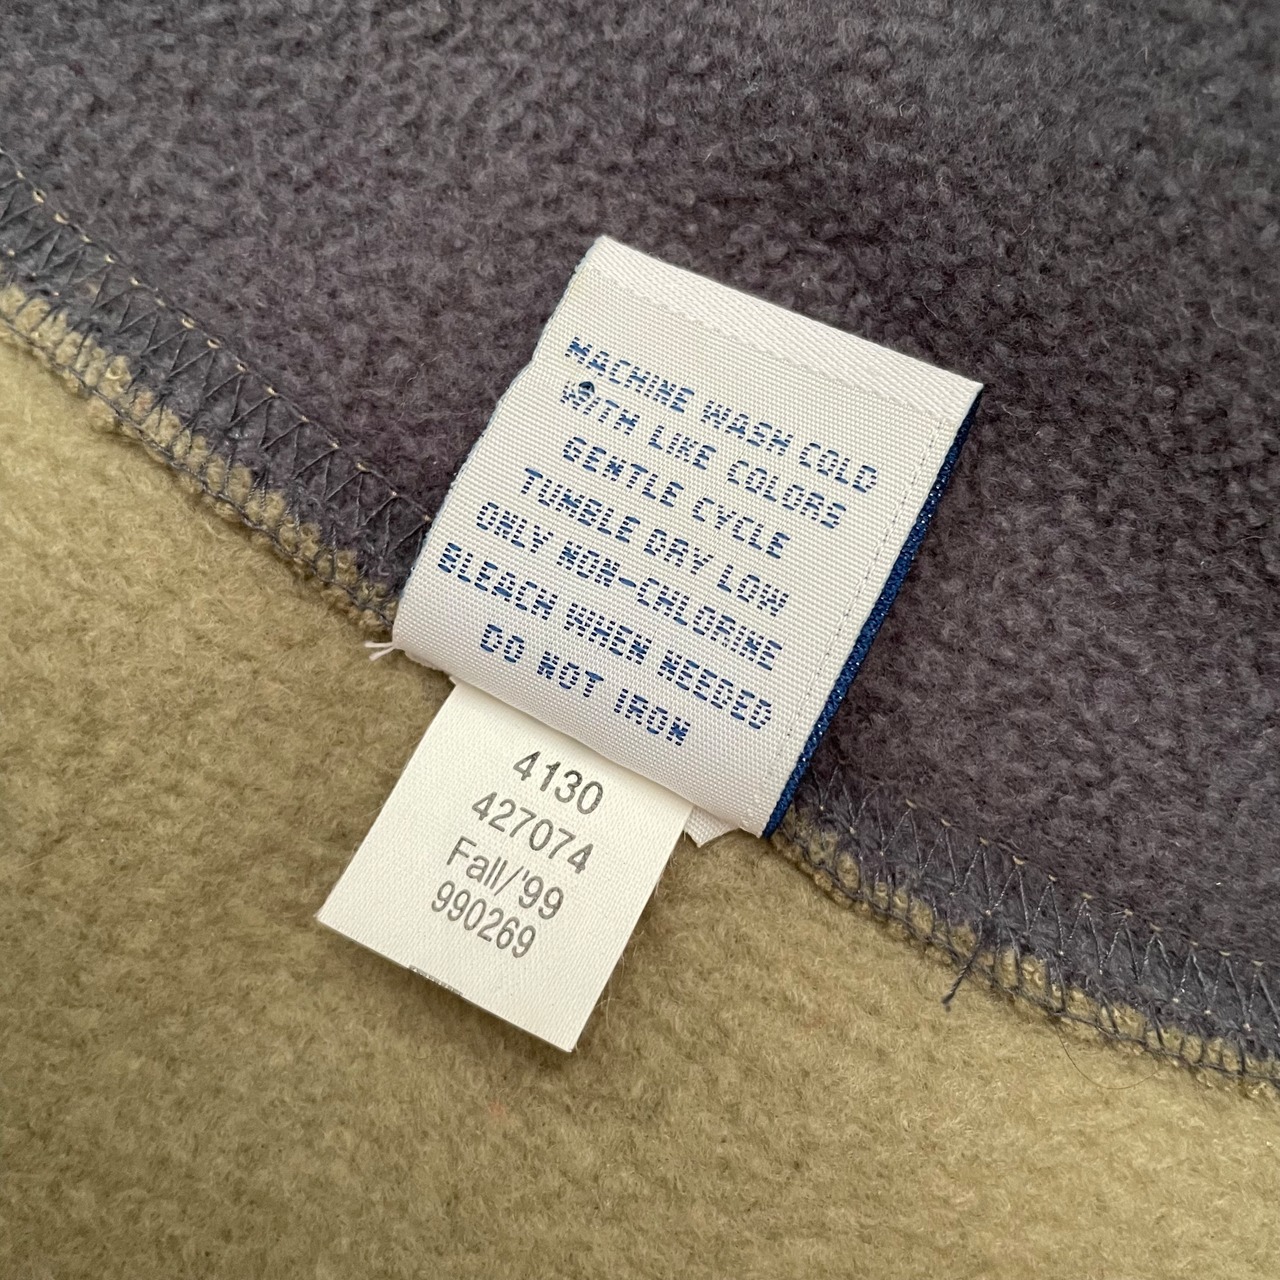 MACHINE WASH COLD
WITH LIKE COLORS
GENTLE CYCLE
TUMBLE DRY LOW
ONLY NON-CHLORINE
BLEACH WHEN NEEDED
DO NOT IRON
4130
427074
Fall/'99
990269